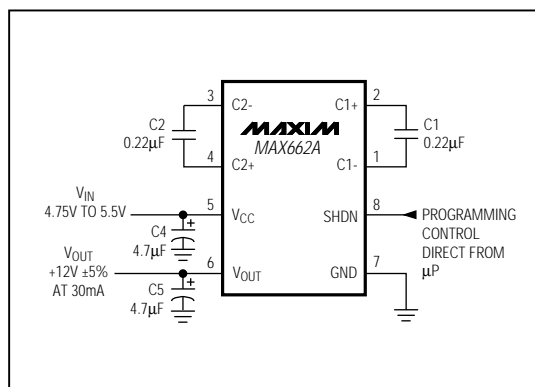 3
C2-
C1+
2
C2
0.22µF
MAXIM
MAX662A
C1
0.22µF
4
C2+
C1-
1
VIN
4.75V TO 5.5V
5
VCC
SHDN
8
PROGRAMMING
CONTROL
DIRECT FROM
µP
+
C4
4.7µF
VOUT
+12V ±5%
AT 30mA
6
VOUT
GND
7
+
C5
4.7µF